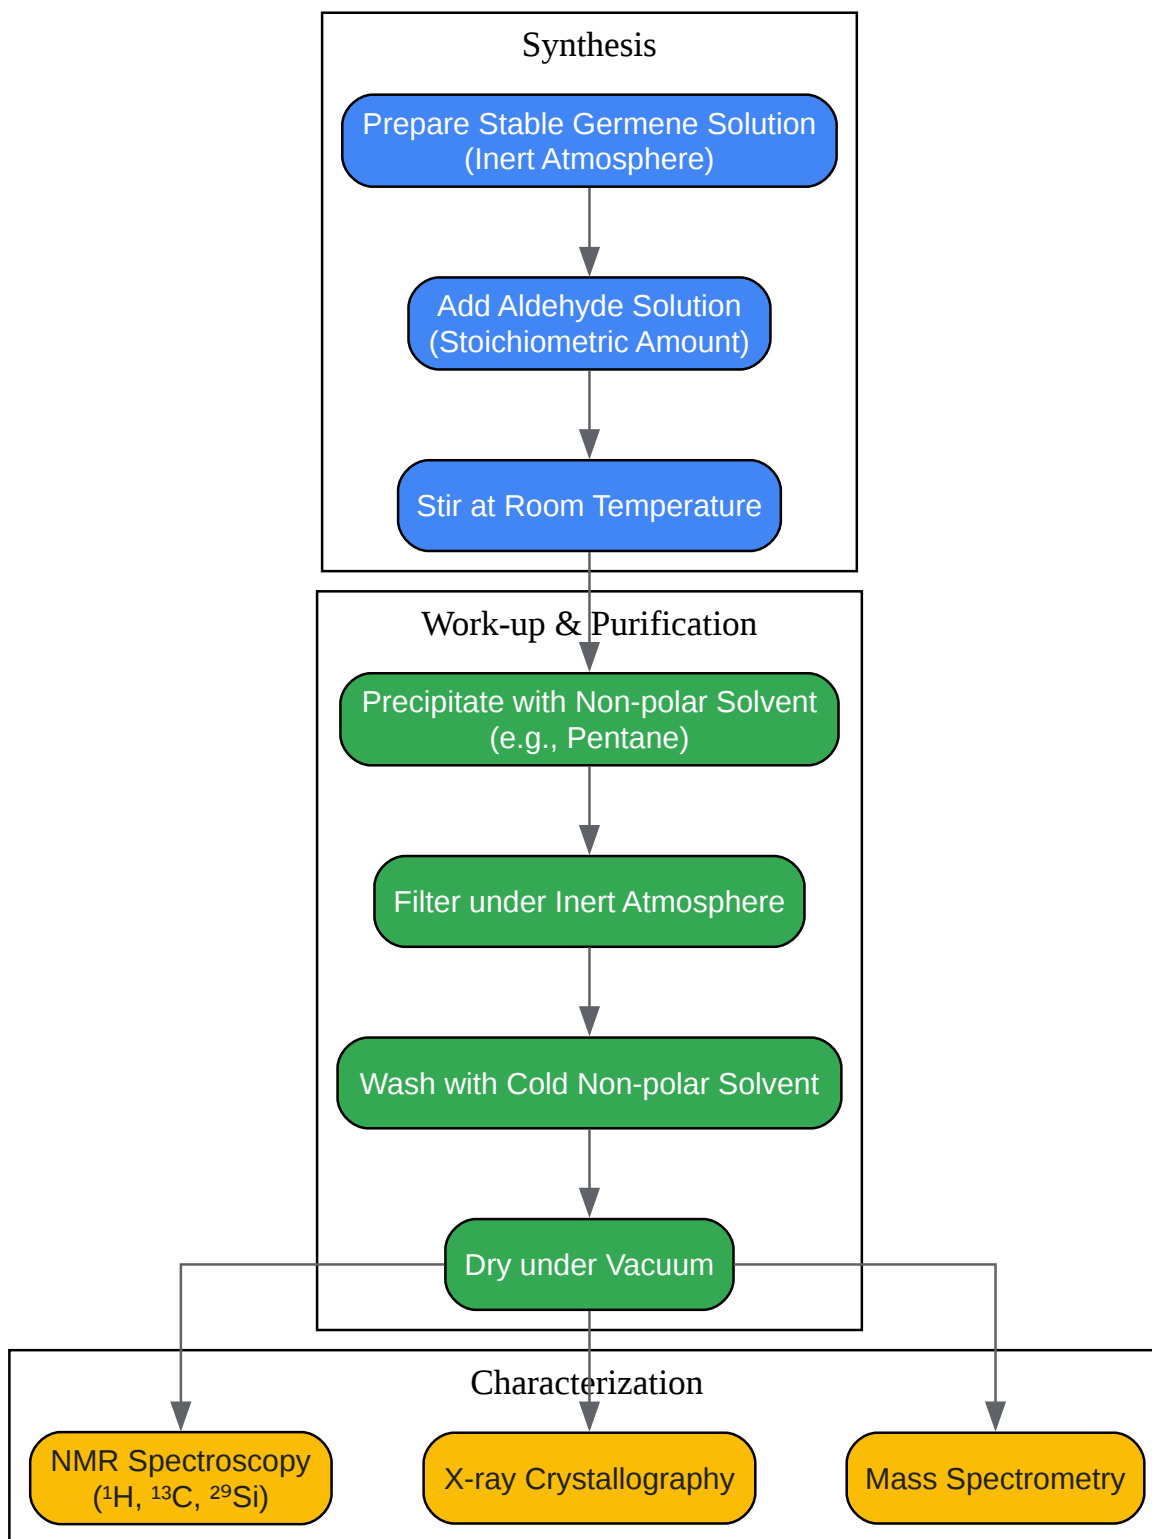 Synthesis
Prepare Stable Germene Solution
(Inert Atmosphere)
Add Aldehyde Solution
(Stoichiometric Amount)
Stir at Room Temperature
Work-up & Purification
Precipitate with Non-polar Solvent
(e.g., Pentane)
Filter under Inert Atmosphere
Wash with Cold Non-polar Solvent
Dry under Vacuum
Characterization
NMR Spectroscopy
(¹H, ¹³C, ²⁹Si)
X-ray Crystallography
Mass Spectrometry